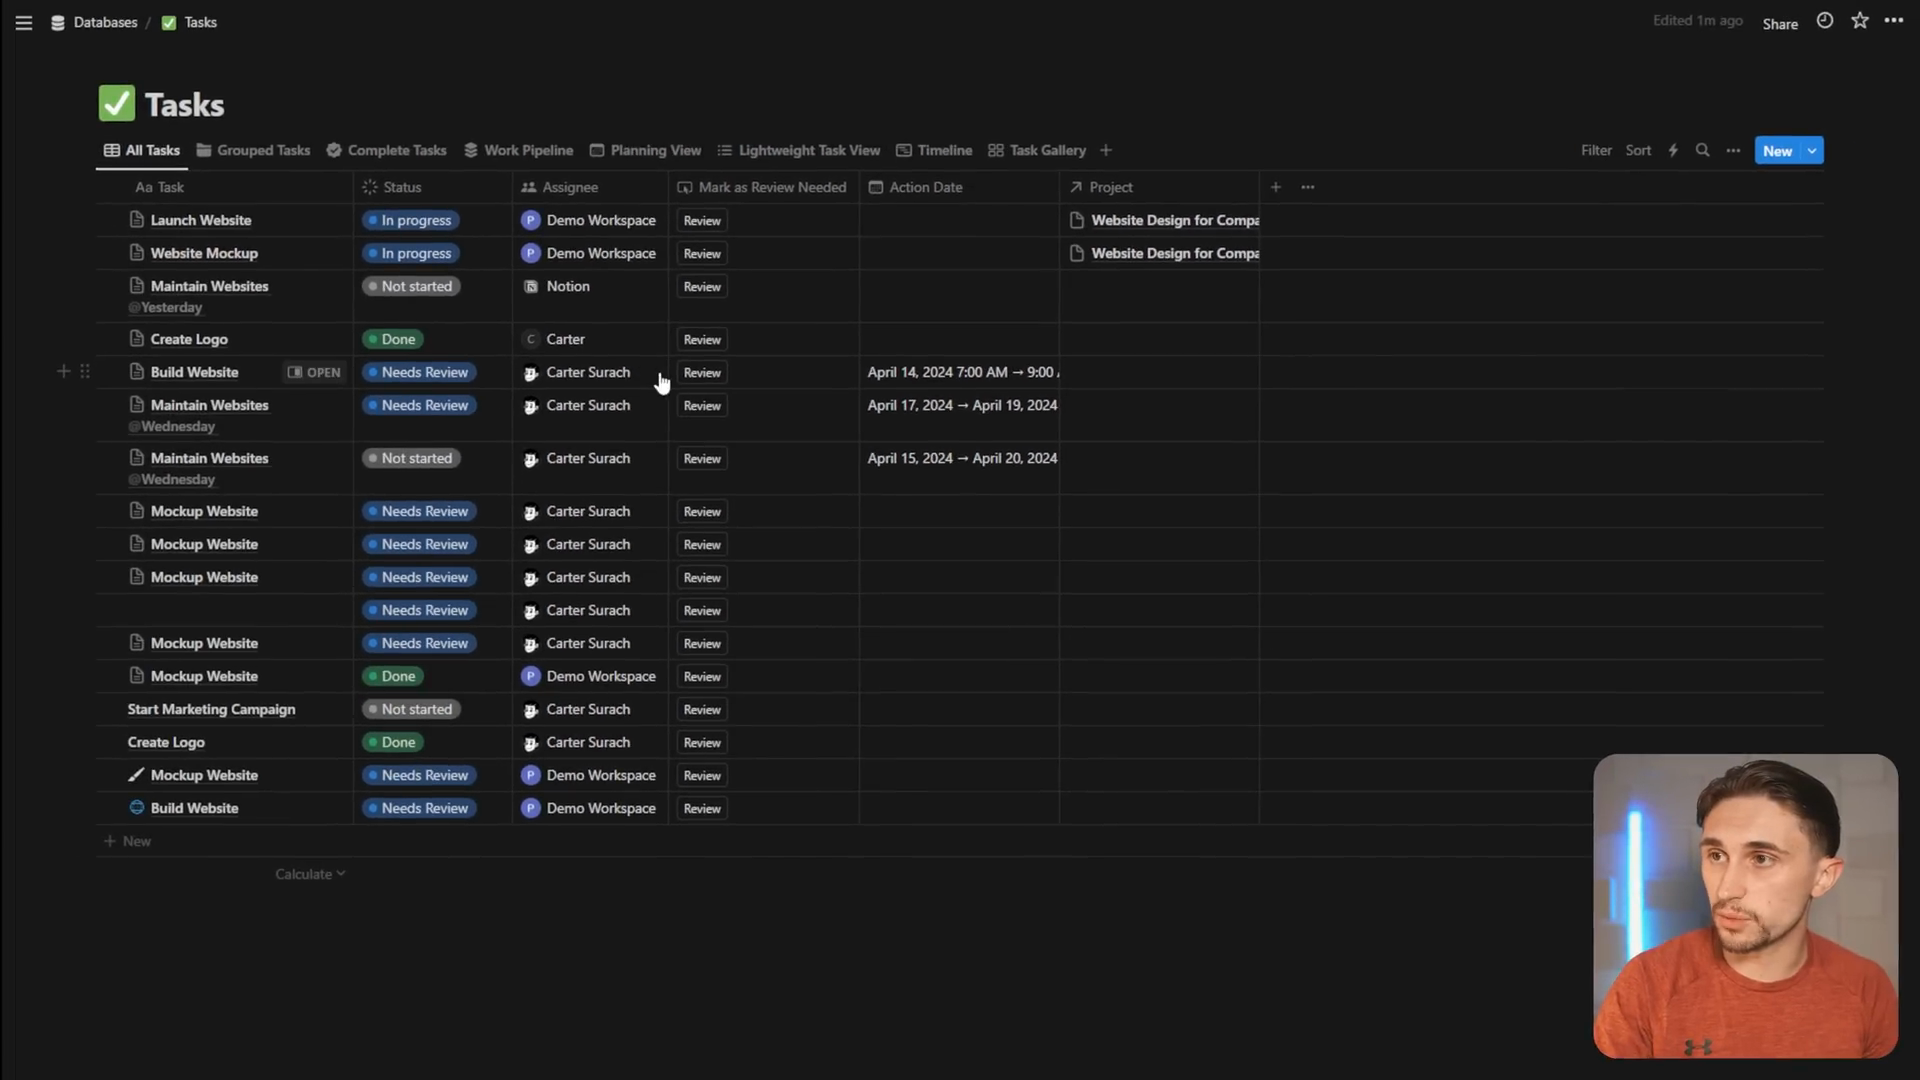 Databases / Tasks
Edited 1m ago Share
Tasks
All Tasks Grouped Tasks Complete Tasks Work Pipeline Planning View Lightweight Task View Timeline Task Gallery
Filter Sort New
Aa Task Status Assignee Mark as Review Needed Action Date Project
Launch Website In progress P Demo Workspace Review Website Design for Compa
Website Mockup In progress P Demo Workspace Review Website Design for Compa
Maintain Websites Not started Notion Review
@Yesterday
Create Logo Done C Carter Review
Build Website OPEN Needs Review Carter Surach Review April 14, 2024 7:00 AM → 9:00
Maintain Websites Needs Review Carter Surach Review April 17, 2024 → April 19, 2024
@Wednesday
Maintain Websites Not started Carter Surach Review April 15, 2024 → April 20, 2024
@Wednesday
Mockup Website Needs Review Carter Surach Review
Mockup Website Needs Review Carter Surach Review
Mockup Website Needs Review Carter Surach Review
Needs Review Carter Surach Review
Mockup Website Needs Review Carter Surach Review
Mockup Website Done P Demo Workspace Review
Start Marketing Campaign Not started Carter Surach Review
Create Logo Done Carter Surach Review
Mockup Website Needs Review P Demo Workspace Review
Build Website Needs Review P Demo Workspace Review
+ New
Calculate